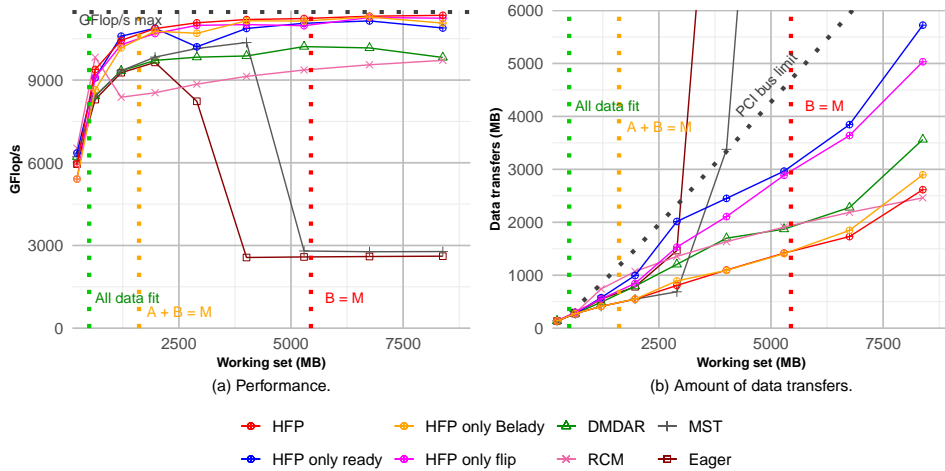 GFlop/s max
9000
6000
3000
0
GFlop/s
All data fit
A + B = M
B = M
2500
5000
7500
Working set (MB)
(a) Performance.
6000
5000
4000
3000
2000
1000
0
Data transfers (MB)
All data fit
A + B = M
PCI bus limit
B = M
2500
5000
7500
Working set (MB)
(b) Amount of data transfers.
HFP
HFP only Belady
DMDAR
MST
HFP only ready
HFP only flip
RCM
Eager